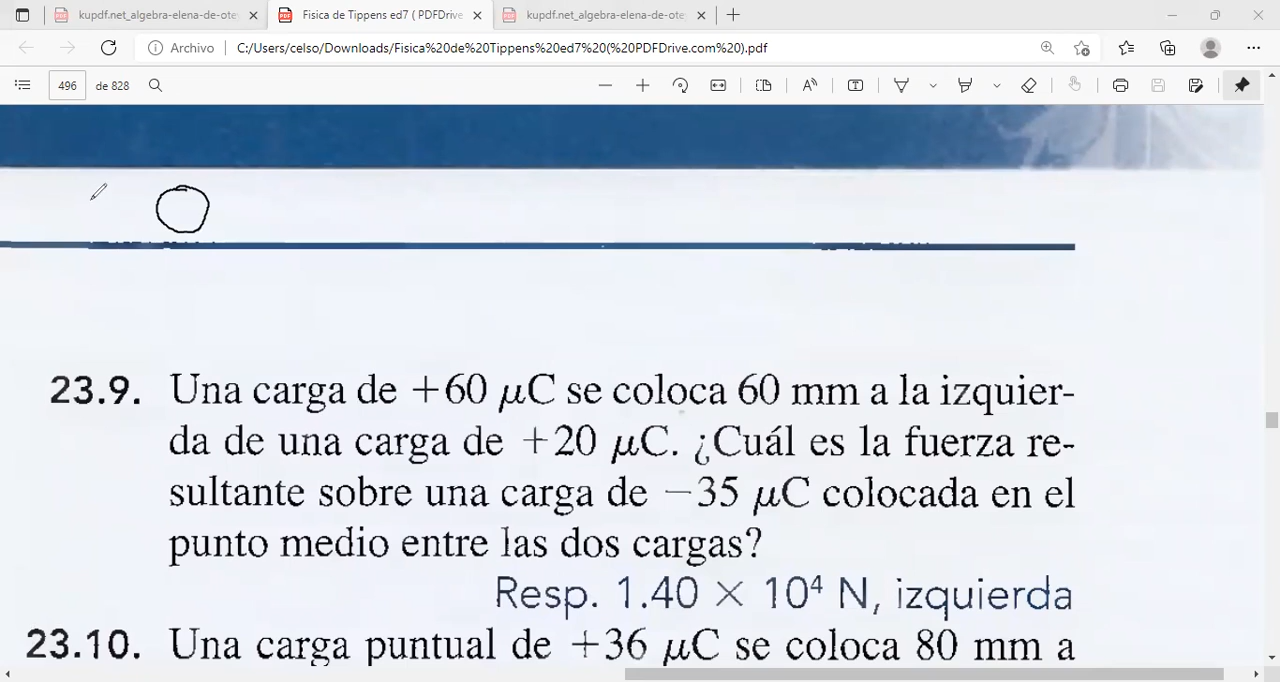 kupdf.net_algebra-elena-de-ote
Fisica de Tippens ed7 ( PDFDrive
kupdf.net_algebra-elena-de-ote
Archivo C:/Users/celso/Downloads/Fisica%20de%20Tippens%20ed7%20(%20PDFDrive.com%20).pdf
496 de 828
23.9. Una carga de +60 μC se coloca 60 mm a la izquier-
da de una carga de +20 μC. ¿Cuál es la fuerza re-
sultante sobre una carga de −35 μC colocada en el
punto medio entre las dos cargas?
Resp. 1.40 × 10⁴ N, izquierda
23.10. Una carga puntual de +36 μC se coloca 80 mm a